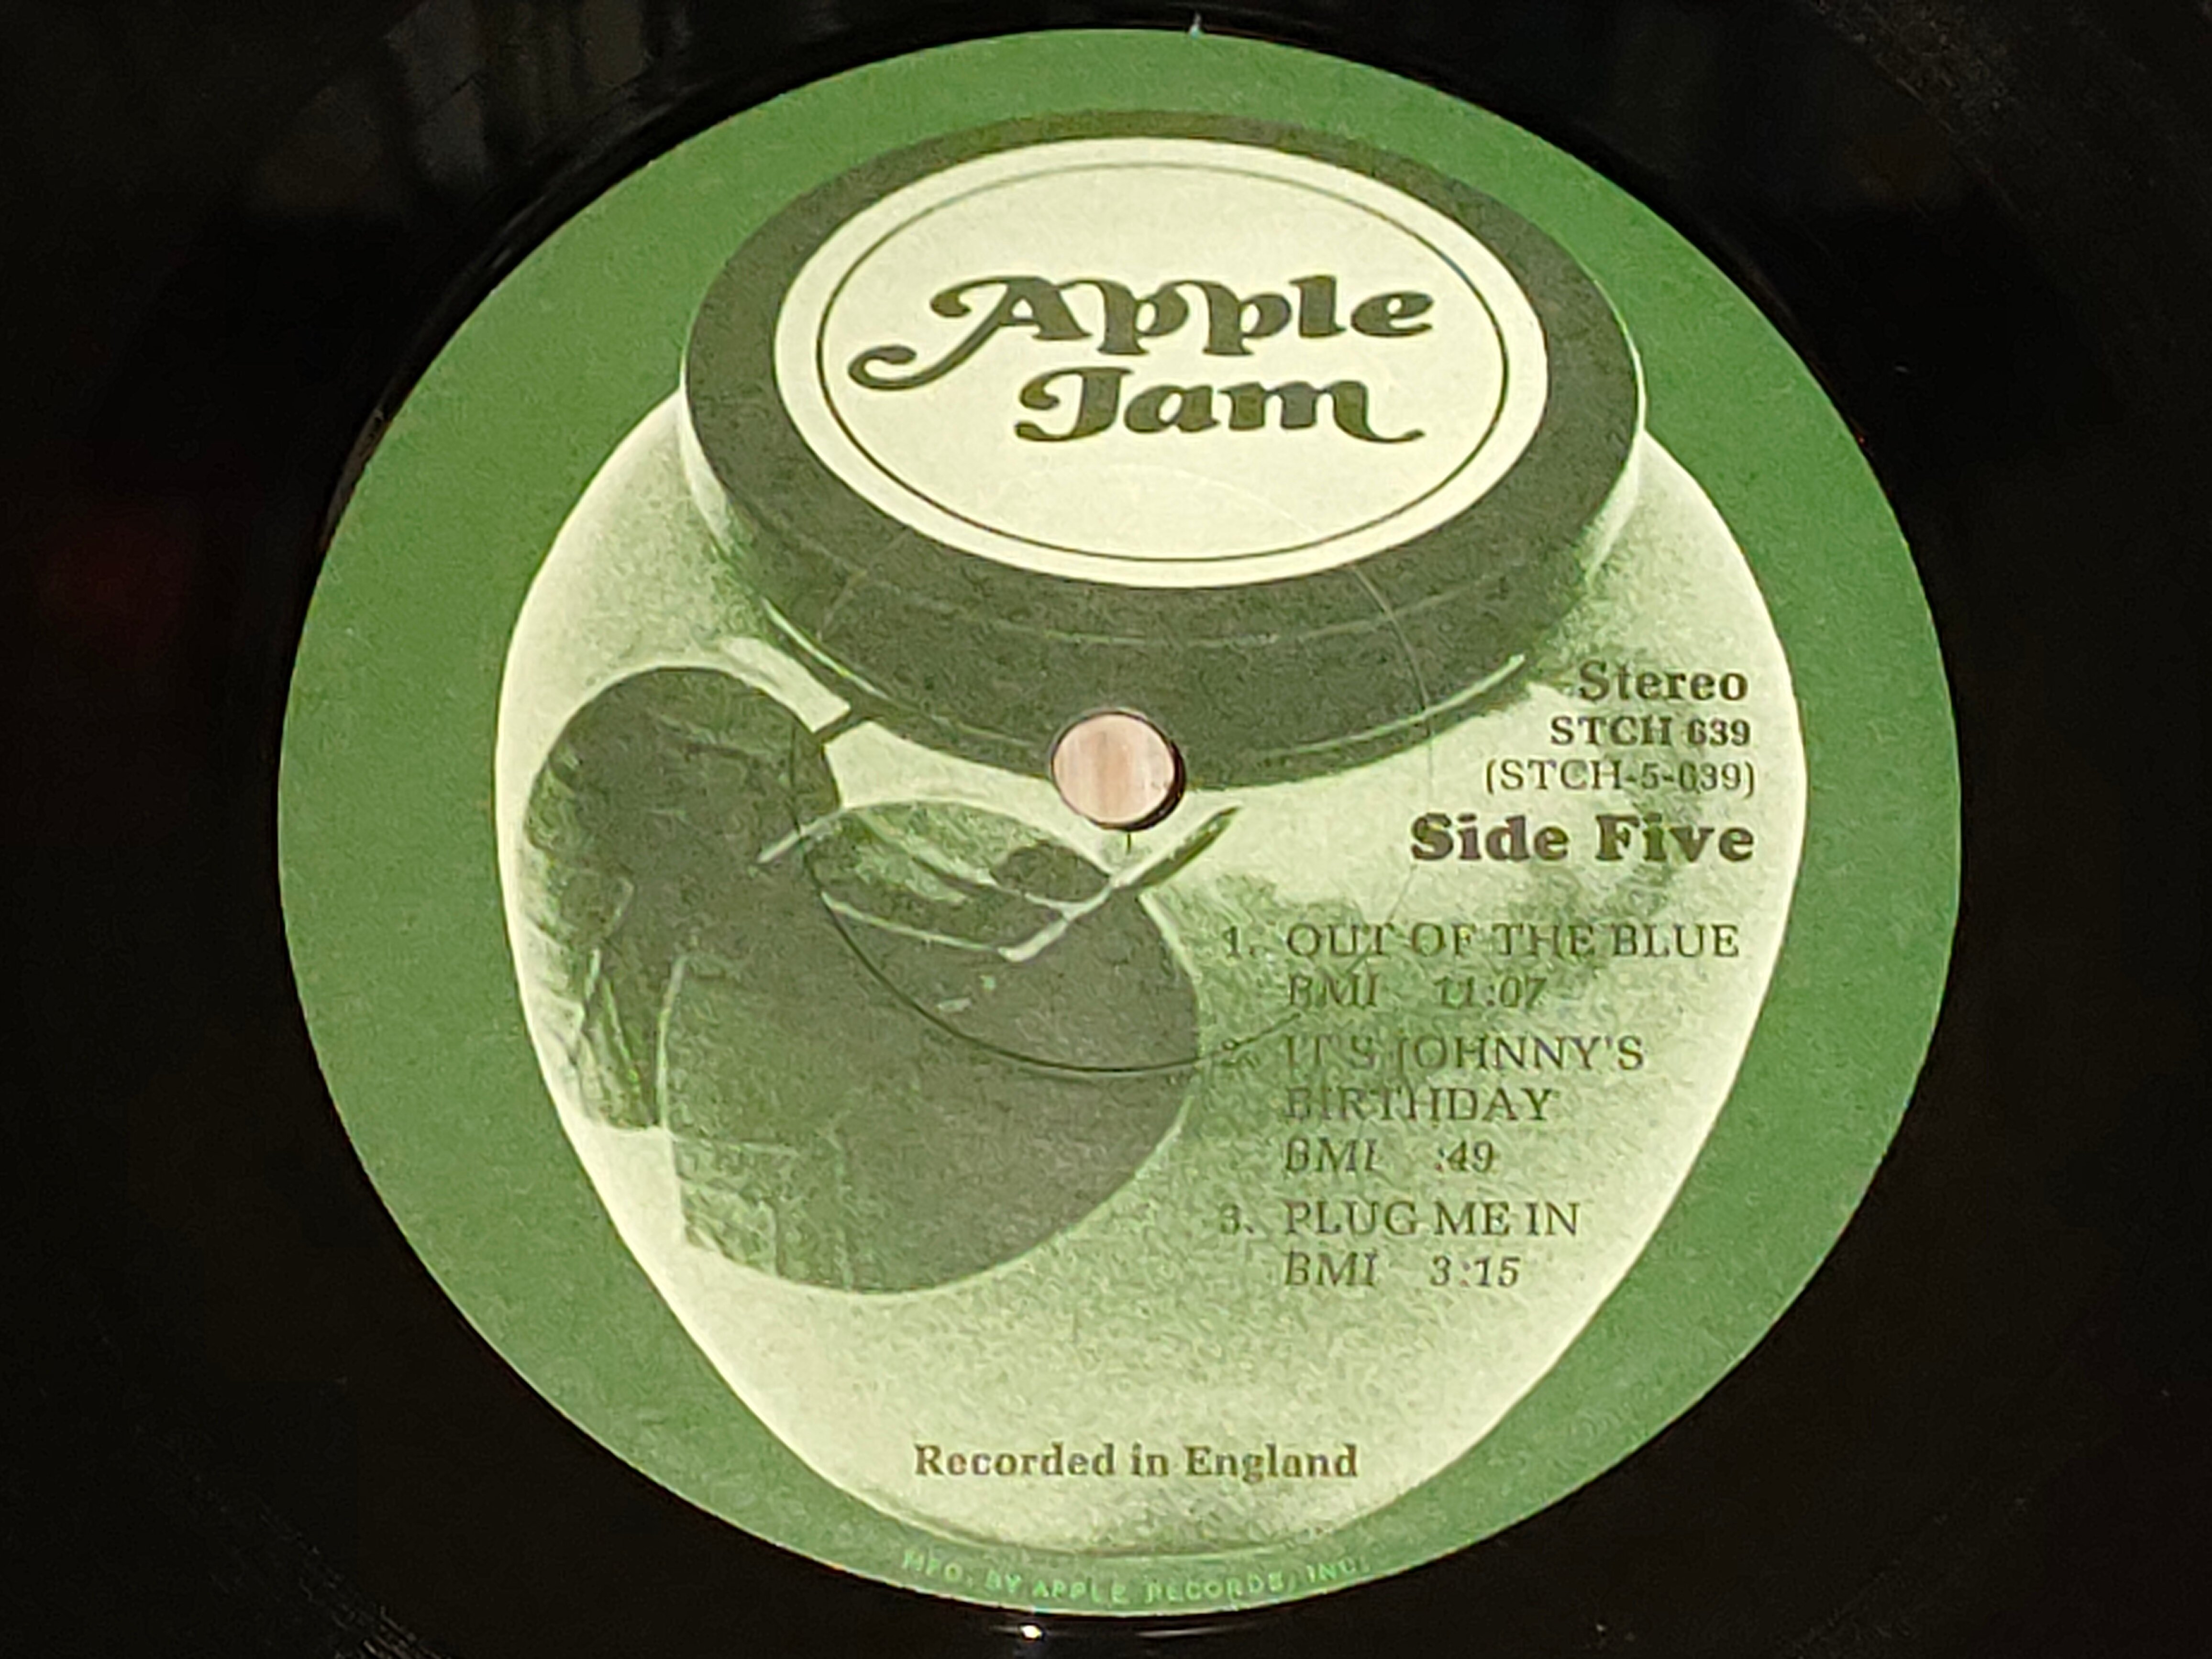 Apple
Jam
Stereo
STCH 639
(STCH-5-639)
Side Five
1. OUT OF THE BLUE
BMI 11:07
2. IT'S JOHNNY'S
BIRTHDAY
BMI :49
3. PLUG ME IN
BMI 3:15
Recorded in England
MFG. BY APPLE RECORDS, INC.